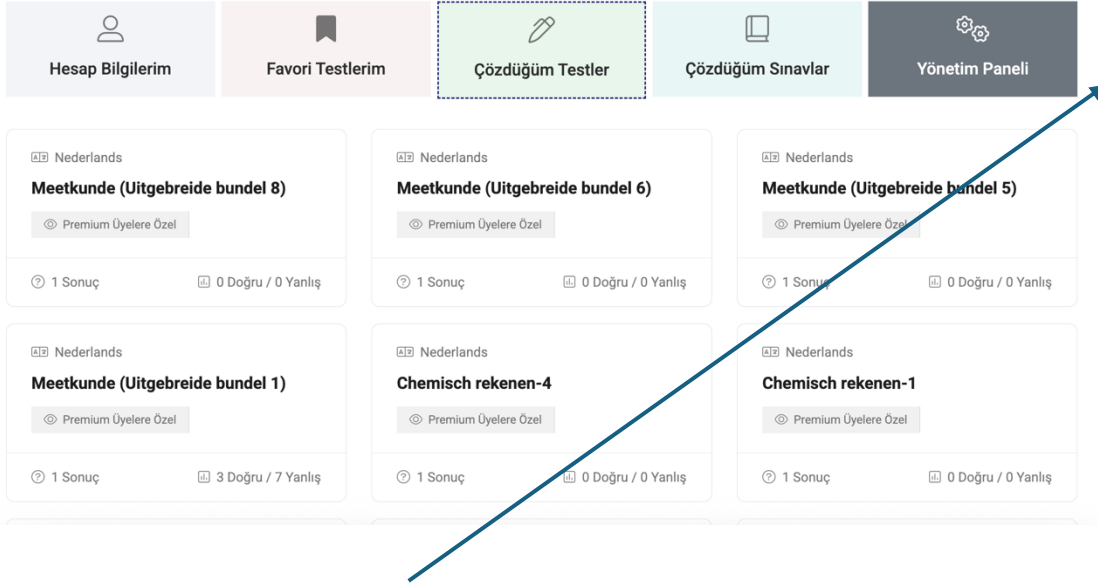 Hesap Bilgilerim
Favori Testlerim
Çözdüğüm Testler
Çözdüğüm Sınavlar
Yönetim Paneli
Nederlands
Meetkunde (Uitgebreide bundel 8)
Premium Üyelere Özel
1 Sonuç
0 Doğru / 0 Yanlış
Nederlands
Meetkunde (Uitgebreide bundel 6)
Premium Üyelere Özel
1 Sonuç
0 Doğru / 0 Yanlış
Nederlands
Meetkunde (Uitgebreide bundel 5)
Premium Üyelere Özel
1 Sonuç
0 Doğru / 0 Yanlış
Nederlands
Meetkunde (Uitgebreide bundel 1)
Premium Üyelere Özel
1 Sonuç
3 Doğru / 7 Yanlış
Nederlands
Chemisch rekenen-4
Premium Üyelere Özel
1 Sonuç
0 Doğru / 0 Yanlış
Nederlands
Chemisch rekenen-1
Premium Üyelere Özel
1 Sonuç
0 Doğru / 0 Yanlış